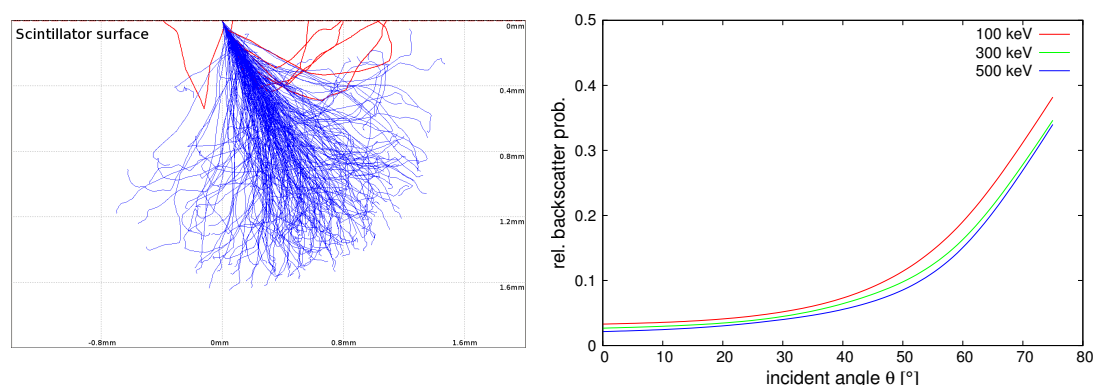 Scintillator surface
0mm
0.4mm
0.8mm
1.2mm
1.6mm
-0.8mm 0mm 0.8mm 1.6mm
rel. backscatter prob.
0.5
0.4
0.3
0.2
0.1
0
100 keV
300 keV
500 keV
0 10 20 30 40 50 60 70 80
incident angle θ [°]